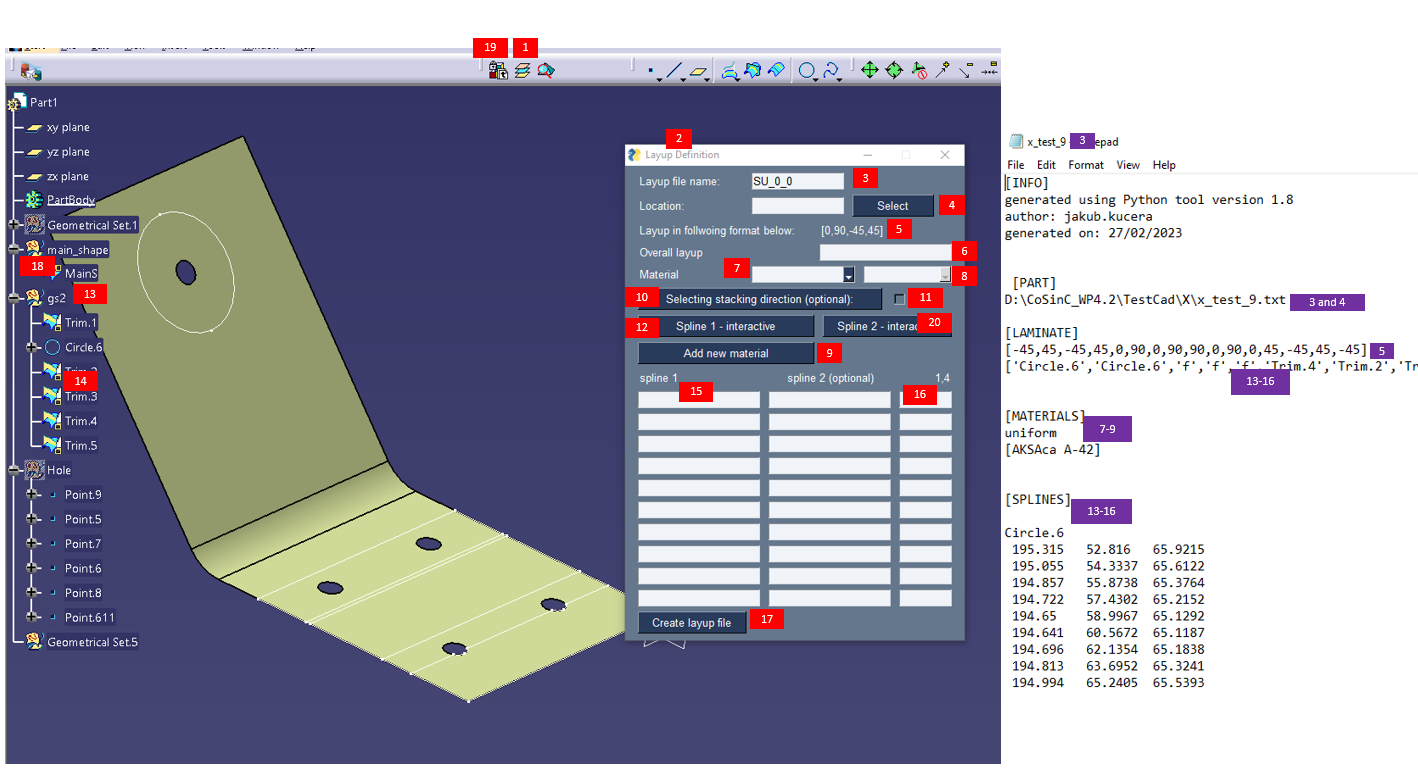 19
1
Part1
xy plane
yz plane
zx plane
PartBody
Geometrical Set.1
main_shape
18
MainS
gs2
13
Trim.1
Circle.6
14
Trim.3
Trim.4
Trim.5
Hole
Point.9
Point.5
Point.7
Point.6
Point.8
Point.611
Geometrical Set.5
2
Layup Definition
Layup file name:
SU_0_0
3
Location:
Select
4
Layup in follwoing format below:
[0,90,-45,45]
5
Overall layup
6
Material
7
8
10
Selecting stacking direction (optional):
11
12
Spline 1 - interactive
Spline 2 - interac
20
Add new material
9
spline 1
spline 2 (optional)
1,4
15
16
Create layup file
17
x_test_9
3
epad
File Edit Format View Help
[INFO]
generated using Python tool version 1.8
author: jakub.kucera
generated on: 27/02/2023
[PART]
D:\CoSinC_WP4.2\TestCad\X\x_test_9.txt
3 and 4
[LAMINATE]
[-45,45,-45,45,0,90,0,90,90,0,90,0,45,-45,45,-45]
5
['Circle.6','Circle.6','f','f','f','Trim.4','Trim.2','Tr
13-16
[MATERIALS]
7-9
uniform
[AKSAca A-42]
[SPLINES]
13-16
Circle.6
195.315 52.816 65.9215
195.055 54.3337 65.6122
194.857 55.8738 65.3764
194.722 57.4302 65.2152
194.65 58.9967 65.1292
194.641 60.5672 65.1187
194.696 62.1354 65.1838
194.813 63.6952 65.3241
194.994 65.2405 65.5393